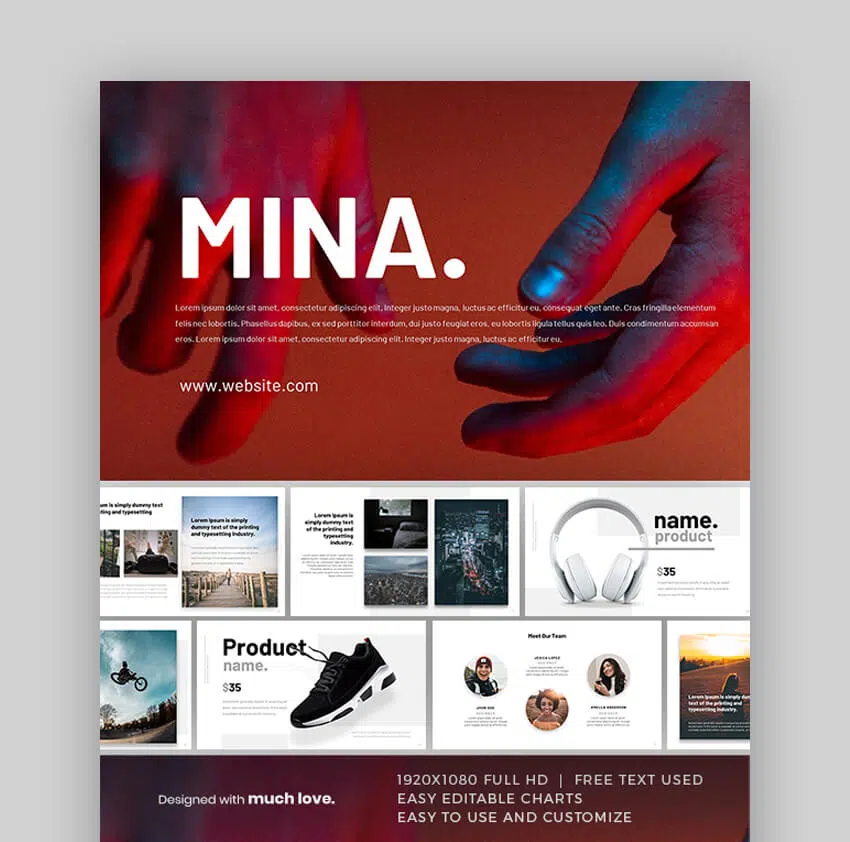 MINA.
Lorem ipsum dolor sit amet, consectetur adipiscing elit. Integer justo magna, luctus ac efficitur eu, consequat eget ante. Cras fringilla elementum
felis nec lobortis. Phasellus dapibus, ex sed porttitor interdum, dui justo feugiat eros, eu lobortis ligula tellus quis leo. Duis condimentum accumsan
eros. Lorem ipsum dolor sit amet, consectetur adipiscing elit. Integer justo magna, luctus ac efficitur eu.
www.website.com
um is simply dummy text
ting and typesetting
Lorem Ipsum is simply
dummy text of the printing
and typesetting industry.
Lorem Ipsum is
simply dummy
text of the printing
and typesetting
industry.
name.
product
$35
Product
name.
$35
Meet Our Team
JESSICA LOPEZ
JOHN DOE
STELLA ANDERSON
Lorem Ipsum is simply
dummy text of the printing
and typesetting industry.
Designed with much love.
1920X1080 FULL HD | FREE TEXT USED
EASY EDITABLE CHARTS
EASY TO USE AND CUSTOMIZE